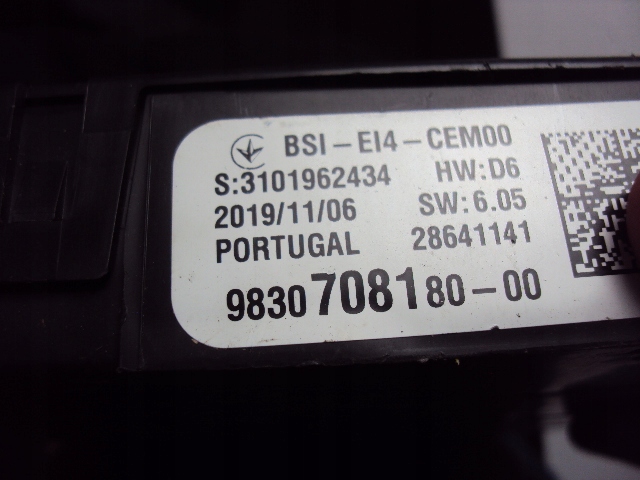 BSI-EI4-CEM00
S:3101962434 HW:D6
2019/11/06 SW:6.05
PORTUGAL 28641141
9830708180-00